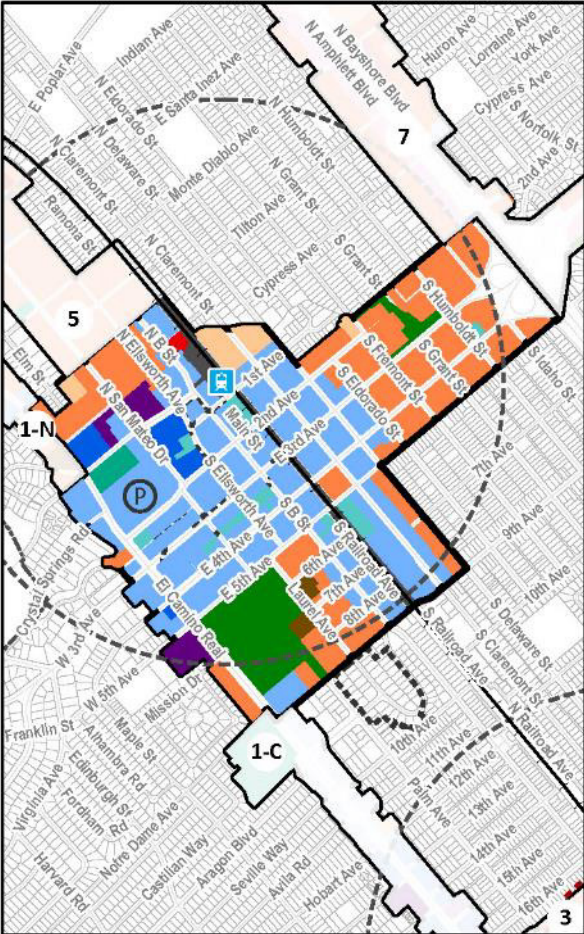 Indian Ave
E Poplar Ave
N Eldorado St
E Santa Inez Ave
N Delaware St
N Claremont St
Ramona St
Monte Diablo Ave
N Humboldt St
N Grant St
Tilton Ave
Cypress Ave
N Claremont St
S Grant St
N Bayshore Blvd
N Amphlett Blvd
Huron Ave
Lorraine Ave
York Ave
Cypress Ave
S Norfolk St
2nd Ave
7
5
Elm St
1-N
N B St
N Ellsworth Ave
N San Mateo Dr
1st Ave
2nd Ave
Main St
E 3rd Ave
S Humboldt St
S Fremont St
S Grant St
S Eldorado St
S Idaho St
7th Ave
9th Ave
10th Ave
P
S Ellsworth Ave
S B St
E 4th Ave
E 5th Ave
S Railroad Ave
6th Ave
7th Ave
8th Ave
Laurel Ave
El Camino Real
Crystal Springs Rd
W 3rd Ave
W 5th Ave
Mission Dr
S Delaware St
S Claremont St
S Railroad Ave
N Railroad Ave
Franklin St
Maple St
Alhambra Rd
Edinburgh St
Fordham Rd
Virginia Ave
Harvard Rd
Notre Dame Ave
Castilian Way
Aragon Blvd
Seville Way
Avila Rd
Hobart Ave
1-C
10th Ave
11th Ave
12th Ave
13th Ave
14th Ave
15th Ave
16th Ave
Palm Ave
3